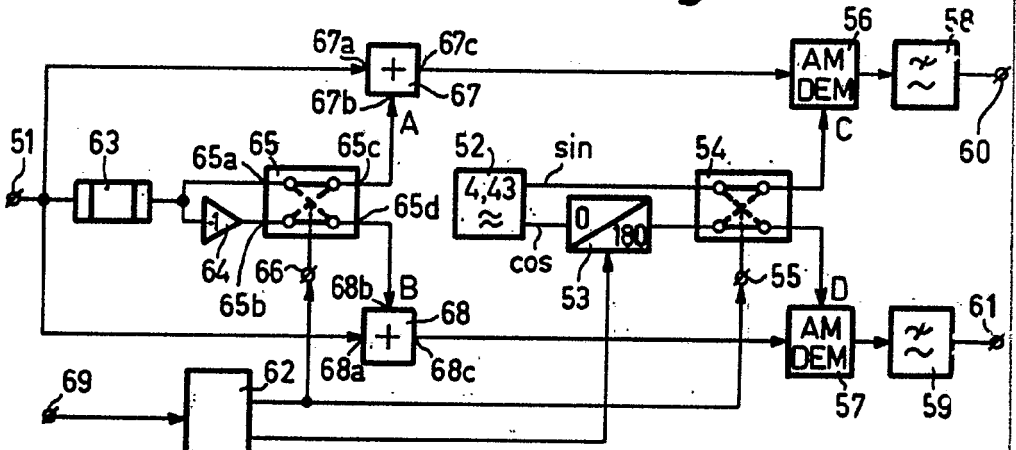 56
58
67a
67c
+
67
67b
A
AM
DEM
≂
C
60
51
63
65a
65
65c
52
sin
54
4,43
≈
-1
65d
0
180
64
66
65b
cos
53
55
68b
B
D
68
61
+
AM
DEM
≂
68a
68c
62
57
59
69